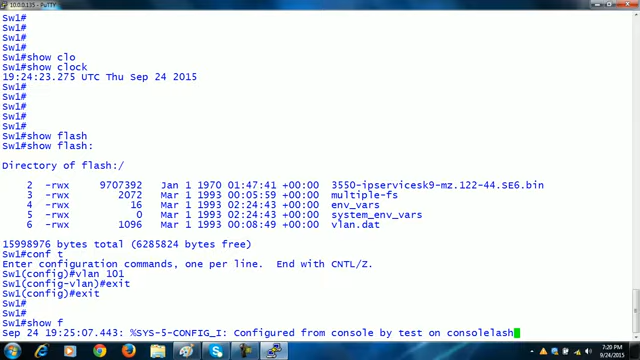 10.0.0.135 - PuTTY
Sw1#
Sw1#
Sw1#
Sw1#
Sw1#show clo
Sw1#show clock
19:24:23.275 UTC Thu Sep 24 2015
Sw1#
Sw1#
Sw1#
Sw1#
Sw1#
Sw1#show flash
Sw1#show flash:
Directory of flash:/
2 -rwx 9707392 Jan 1 1970 01:47:41 +00:00 3550-ipservicesk9-mz.122-44.SE6.bin
3 -rwx 2072 Mar 1 1993 00:05:59 +00:00 multiple-fs
4 -rwx 16 Mar 1 1993 02:24:43 +00:00 env_vars
5 -rwx 0 Mar 1 1993 02:24:43 +00:00 system_env_vars
6 -rwx 1096 Mar 1 1993 00:08:49 +00:00 vlan.dat
15998976 bytes total (6285824 bytes free)
Sw1#conf t
Enter configuration commands, one per line. End with CNTL/Z.
Sw1(config)#vlan 101
Sw1(config-vlan)#exit
Sw1(config)#exit
Sw1#
Sw1#
Sw1#show f
Sep 24 19:25:07.443: %SYS-5-CONFIG_I: Configured from console by test on consolelash
7:20 PM
9/24/2015